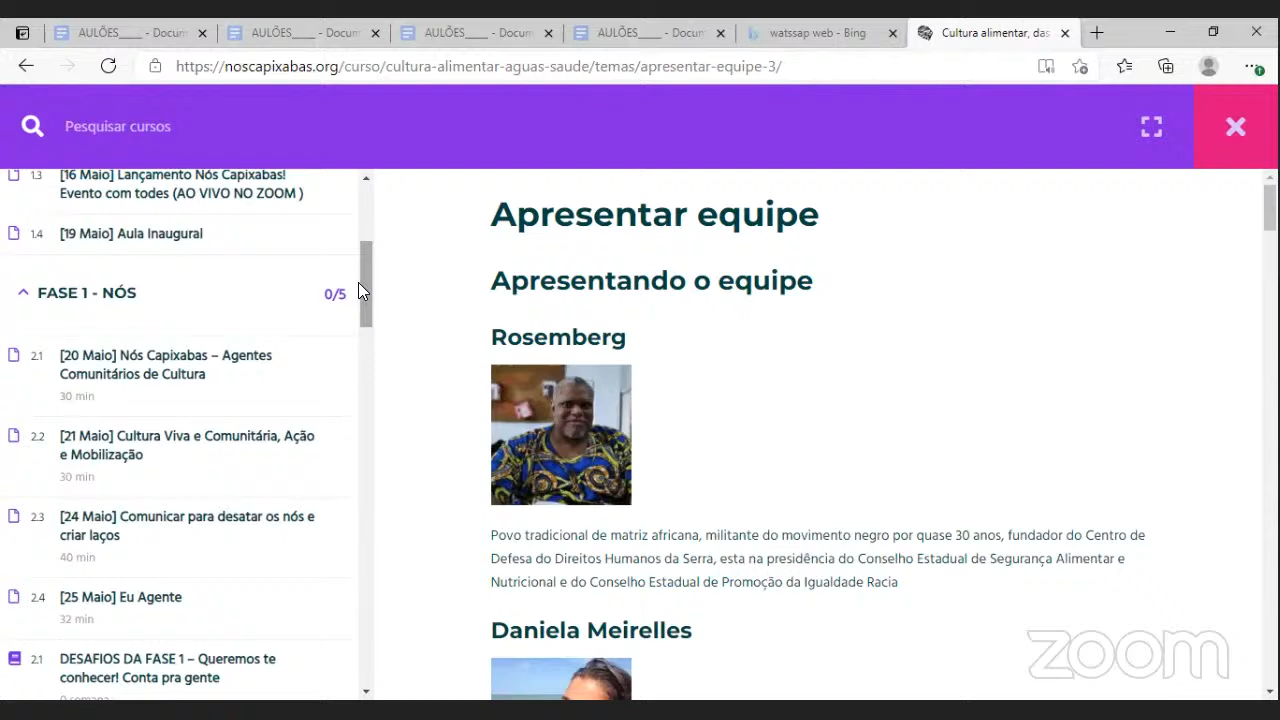 AULÕES____ - Docum
AULÕES____ - Docum
AULÕES____ - Docum
AULÕES____ - Docum
watssap web - Bing
Cultura alimentar, das
https://noscapixabas.org/curso/cultura-alimentar-aguas-saude/temas/apresentar-equipe-3/
Pesquisar cursos
1.3 [16 Maio] Lançamento Nós Capixabas!
Evento com todes (AO VIVO NO ZOOM )
1.4 [19 Maio] Aula Inaugural
FASE 1 - NÓS 0/5
2.1 [20 Maio] Nós Capixabas – Agentes
Comunitários de Cultura
30 min
2.2 [21 Maio] Cultura Viva e Comunitária, Ação
e Mobilização
30 min
2.3 [24 Maio] Comunicar para desatar os nós e
criar laços
40 min
2.4 [25 Maio] Eu Agente
32 min
2.1 DESAFIOS DA FASE 1 – Queremos te
conhecer! Conta pra gente
0 semana
Apresentar equipe
Apresentando o equipe
Rosemberg
Povo tradicional de matriz africana, militante do movimento negro por quase 30 anos, fundador do Centro de
Defesa do Direitos Humanos da Serra, esta na presidência do Conselho Estadual de Segurança Alimentar e
Nutricional e do Conselho Estadual de Promoção da Igualdade Racia
Daniela Meirelles
zoom